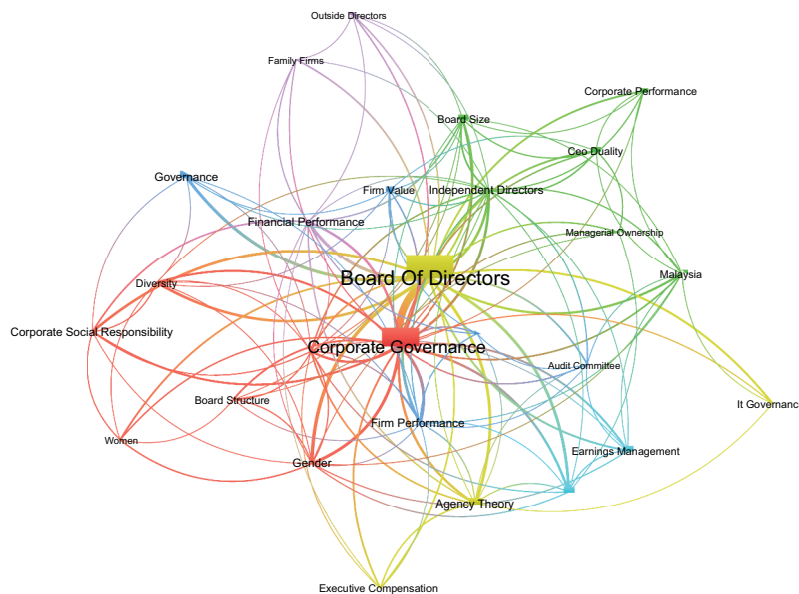 Outside Directors
Family Firms
Corporate Performance
Board Size
Ceo Duality
Governance
Firm Value
Independent Directors
Financial Performance
Managerial Ownership
Malaysia
Board Of Directors
Diversity
Corporate Social Responsibility
Corporate Governance
Audit Committee
Board Structure
It Governanc
Firm Performance
Women
Earnings Management
Gender
Agency Theory
Executive Compensation